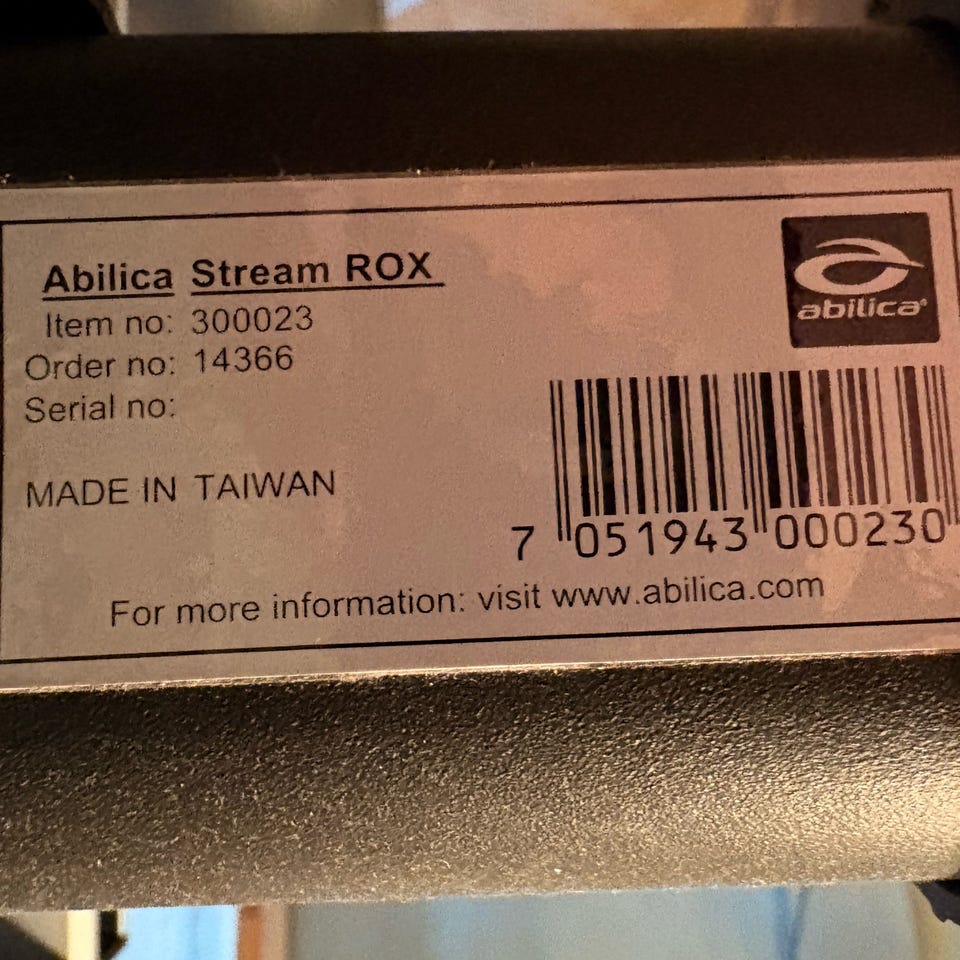 Abilica Stream ROX
Item no: 300023
Order no: 14366
Serial no:
MADE IN TAIWAN
abilica®
7 051943 000230
For more information: visit www.abilica.com